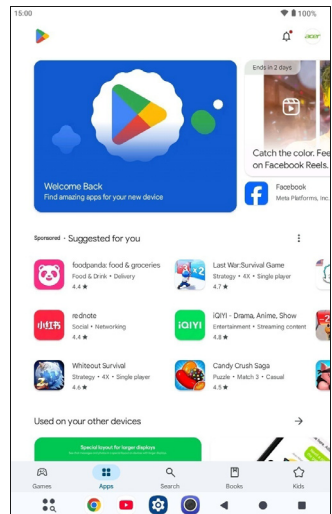 15:00
100%
acer
Ends in 2 days
Catch the color. Fee
on Facebook Reels.
Welcome Back
Find amazing apps for your new device
Facebook
Meta Platforms, Inc.
Sponsored · Suggested for you
foodpanda: food & groceries
Food & Drink • Delivery
4.4 ★
Last War:Survival Game
Strategy • 4X • Single player
4.7 ★
rednote
Social • Networking
4.4 ★
小红书
iQIYI
iQIYI - Drama, Anime, Show
Entertainment • Streaming content
4.8 ★
Whiteout Survival
Strategy • 4X • Single player
4.6 ★
Candy Crush Saga
Puzzle • Match 3 • Casual
4.5 ★
Used on your other devices
Special layout for larger displays
Games
Apps
Search
Books
Kids